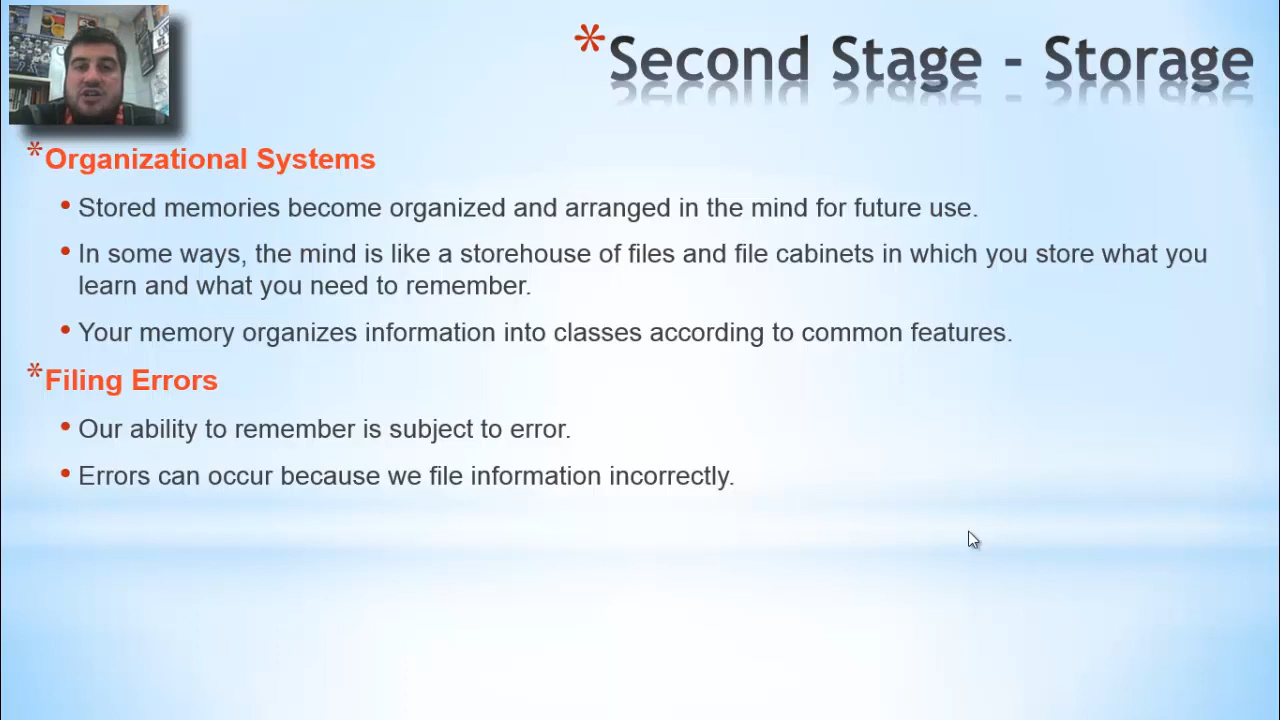 *Second Stage - Storage
*Organizational Systems
• Stored memories become organized and arranged in the mind for future use.
• In some ways, the mind is like a storehouse of files and file cabinets in which you store what you
learn and what you need to remember.
• Your memory organizes information into classes according to common features.
*Filing Errors
• Our ability to remember is subject to error.
• Errors can occur because we file information incorrectly.